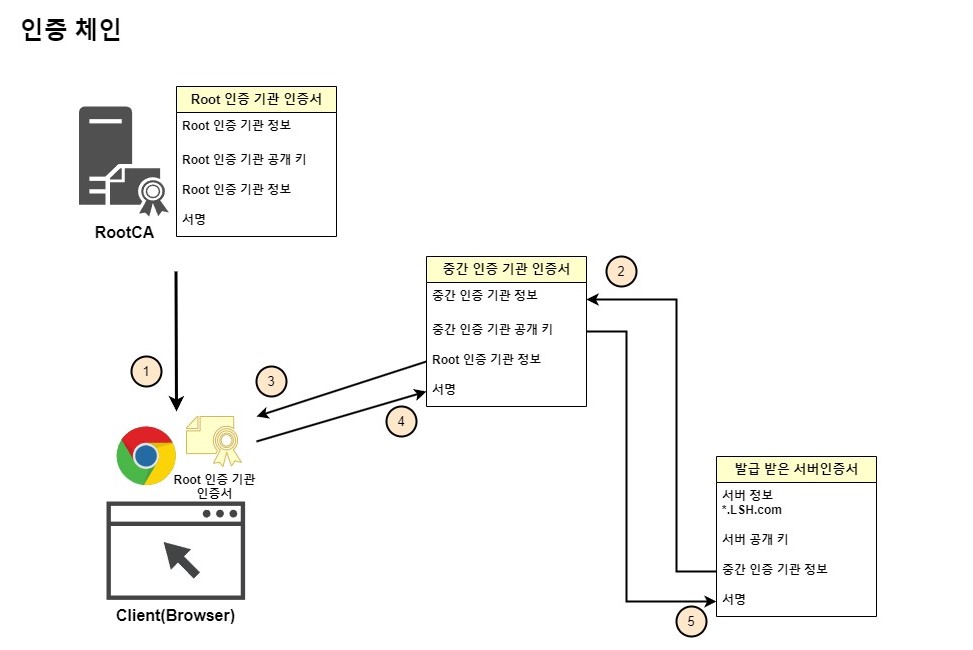 인증 체인
Root 인증 기관 인증서
Root 인증 기관 정보
Root 인증 기관 공개 키
Root 인증 기관 정보
서명
RootCA
중간 인증 기관 인증서
중간 인증 기관 정보
중간 인증 기관 공개 키
Root 인증 기관 정보
서명
2
1
3
4
Root 인증 기관
인증서
Client(Browser)
발급 받은 서버인증서
서버 정보
*.LSH.com
서버 공개 키
중간 인증 기관 정보
서명
5